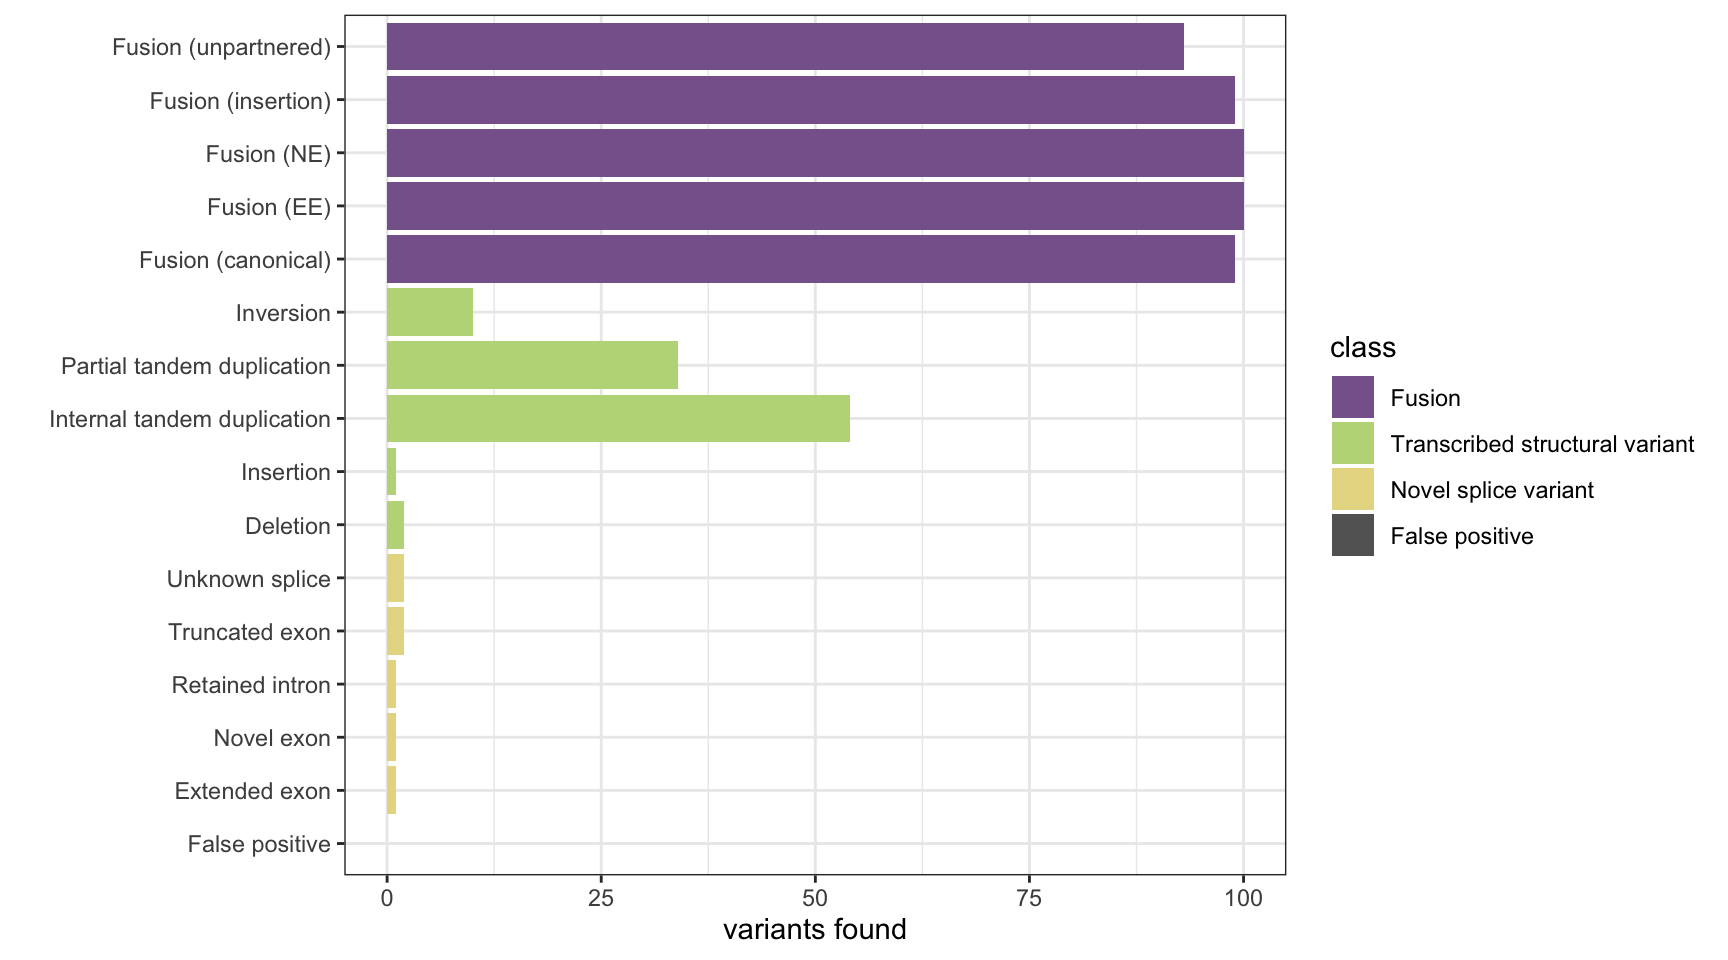 Fusion (unpartnered)
Fusion (insertion)
Fusion (NE)
Fusion (EE)
Fusion (canonical)
Inversion
Partial tandem duplication
Internal tandem duplication
Insertion
Deletion
Unknown splice
Truncated exon
Retained intron
Novel exon
Extended exon
False positive
0 25 50 75 100
variants found
class
Fusion
Transcribed structural variant
Novel splice variant
False positive